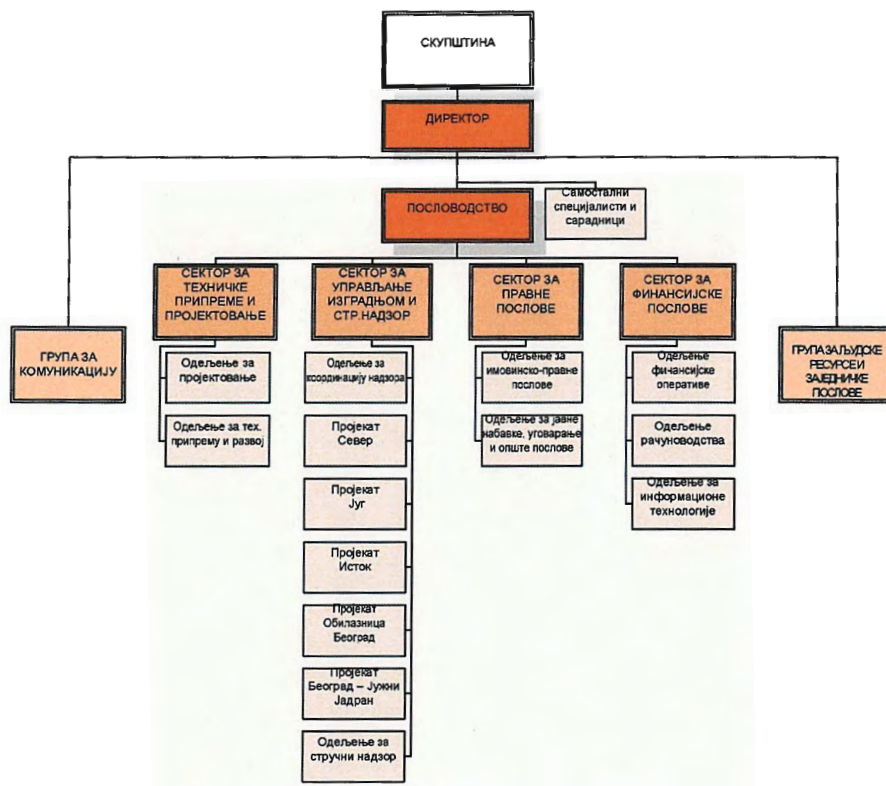 СКУПШТИНА
ДИРЕКТОР
ПОСЛОВОДСТВО
Самостални
специјалисти и
сарадници
СЕКТОР ЗА
ТЕХНИЧКЕ
ПРИПРЕМЕ И
ПРОЈЕКТОВАЊЕ
СЕКТОР ЗА
УПРАВЉАЊЕ
ИЗГРАДЊОМ И
СТР.НАДЗОР
СЕКТОР ЗА
ПРАВНЕ
ПОСЛОВЕ
СЕКТОР ЗА
ФИНАНСИЈСКЕ
ПОСЛОВЕ
ГРУПА ЗА
КОМУНИКАЦИЈУ
ГРУПА ЗА ЉУДСКЕ
РЕСУРСЕ И
ЗАЈЕДНИЧКЕ
ПОСЛОВЕ
Одељење за
пројектовање
Одељење за тех.
припрему и развој
Одељење за
координацију надзора
Пројекат
Север
Пројекат
Југ
Пројекат
Исток
Пројекат
Обилазница
Београд
Пројекат
Београд – Јужни
Јадран
Одељење за
стручни надзор
Одељење за
имовинско-правне
послове
Одељење за јавне
набавке, уговарање
и опште послове
Одељење
финансијске
оперативе
Одељење
рачуноводства
Одељење за
информационе
технологије